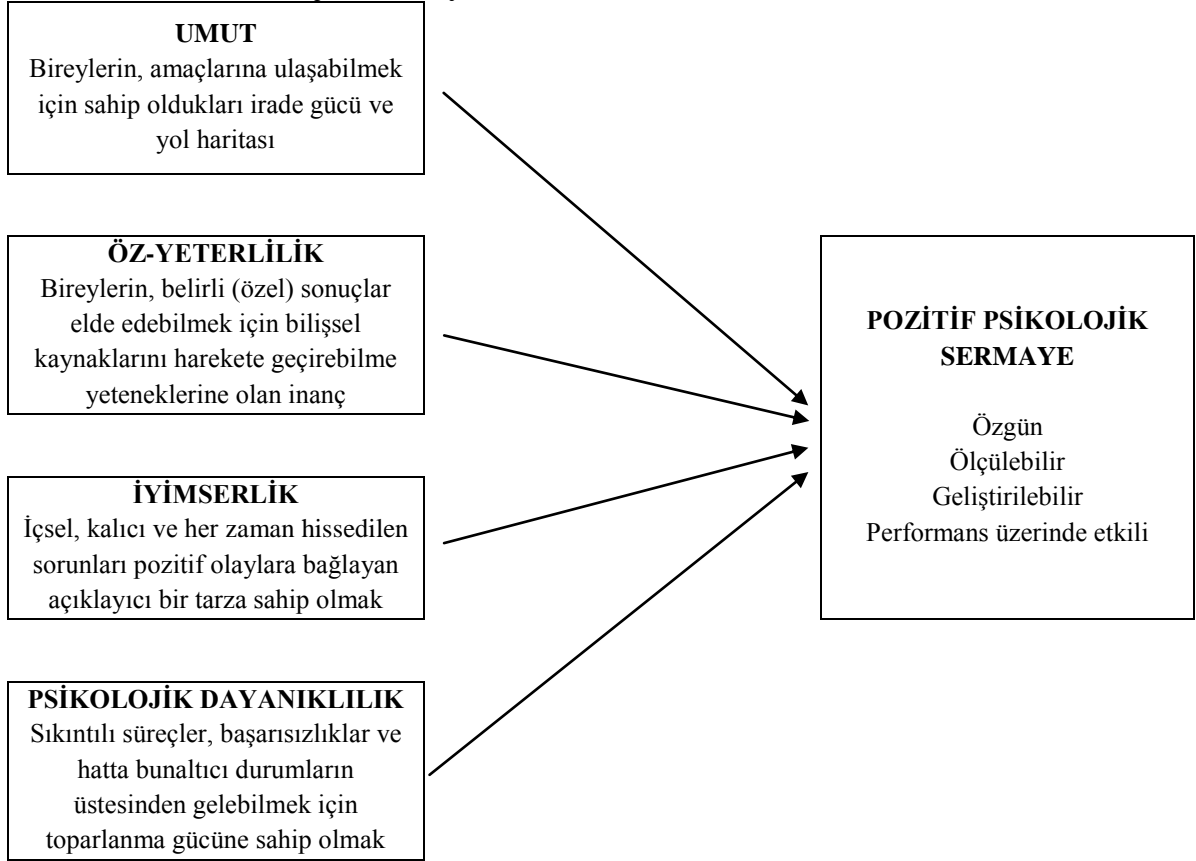 UMUT
Bireylerin, amaçlarına ulaşabilmek
için sahip oldukları irade gücü ve
yol haritası
ÖZ-YETERLİLİK
Bireylerin, belirli (özel) sonuçlar
elde edebilmek için bilişsel
kaynaklarını harekete geçirebilme
yeteneklerine olan inanç
İYİMSERLİK
İçsel, kalıcı ve her zaman hissedilen
sorunları pozitif olaylara bağlayan
açıklayıcı bir tarza sahip olmak
PSİKOLOJİK DAYANIKLILIK
Sıkıntılı süreçler, başarısızlıklar ve
hatta bunaltıcı durumların
üstesinden gelebilmek için
toparlanma gücüne sahip olmak
POZİTİF PSİKOLOJİK
SERMAYE
Özgün
Ölçülebilir
Geliştirilebilir
Performans üzerinde etkili